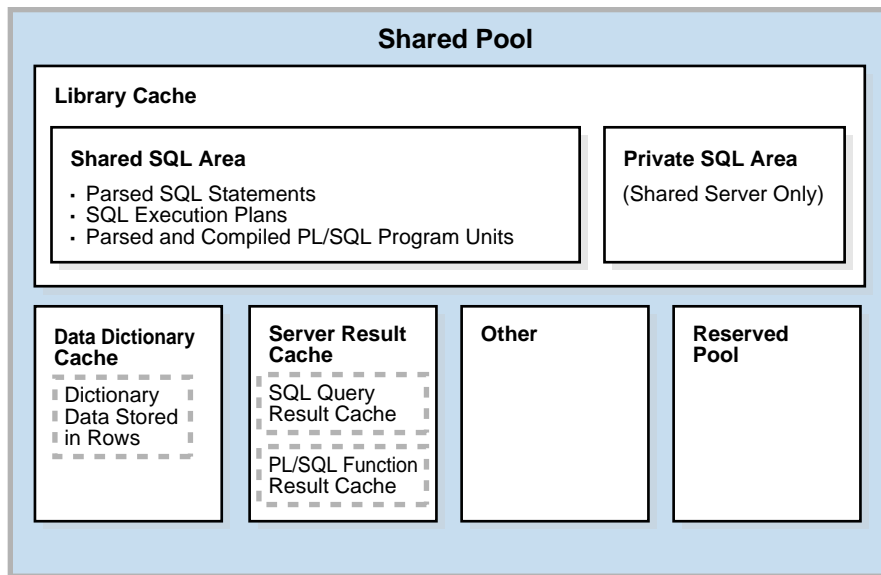 Shared Pool
Library Cache
Shared SQL Area
▪ Parsed SQL Statements
▪ SQL Execution Plans
▪ Parsed and Compiled PL/SQL Program Units
Private SQL Area
(Shared Server Only)
Data Dictionary
Cache
Dictionary
Data Stored
in Rows
Server Result
Cache
SQL Query
Result Cache
PL/SQL Function
Result Cache
Other
Reserved
Pool